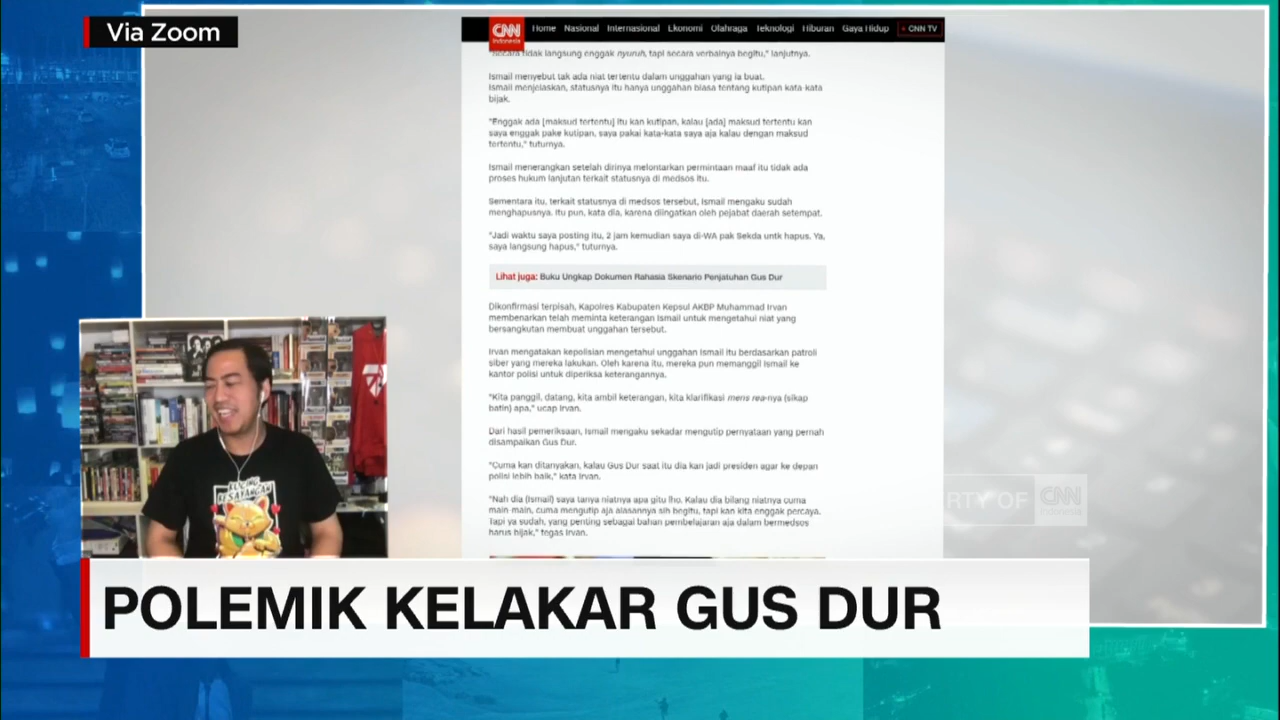 Via Zoom
CNN
Indonesia
Home Nasional Internasional Ekonomi Olahraga Teknologi Hiburan Gaya Hidup CNN TV
"Secara tidak langsung enggak nyuruh, tapi secara verbalnya begitu," lanjutnya.
Ismail menyebut tak ada niat tertentu dalam unggahan yang ia buat.
Ismail menjelaskan, statusnya itu hanya unggahan biasa tentang kutipan kata-kata
bijak.
"Enggak ada [maksud tertentu] itu kan kutipan, kalau [ada] maksud tertentu kan
saya enggak pake kutipan, saya pakai kata-kata saya aja kalau dengan maksud
tertentu," tuturnya.
Ismail menerangkan setelah dirinya melontarkan permintaan maaf itu tidak ada
proses hukum lanjutan terkait statusnya di medsos itu.
Sementara itu, terkait statusnya di medsos tersebut, Ismail mengaku sudah
menghapusnya. Itu pun, kata dia, karena diingatkan oleh pejabat daerah setempat.
"Jadi waktu saya posting itu, 2 jam kemudian saya di-WA pak Sekda untk hapus. Ya,
saya langsung hapus," tuturnya.
Lihat juga: Buku Ungkap Dokumen Rahasia Skenario Penjatuhan Gus Dur
Dikonfirmasi terpisah, Kapolres Kabupaten Kepsul AKBP Muhammad Irvan
membenarkan telah meminta keterangan Ismail untuk mengetahui niat yang
bersangkutan membuat unggahan tersebut.
Irvan mengatakan kepolisian mengetahui unggahan Ismail itu berdasarkan patroli
siber yang mereka lakukan. Oleh karena itu, mereka pun memanggil Ismail ke
kantor polisi untuk diperiksa keterangannya.
"Kita panggil, datang, kita ambil keterangan, kita klarifikasi mens rea-nya (sikap
batin) apa," ucap Irvan.
Dari hasil pemeriksaan, Ismail mengaku sekadar mengutip pernyataan yang pernah
disampaikan Gus Dur.
"Cuma kan ditanyakan, kalau Gus Dur saat itu dia kan jadi presiden agar ke depan
polisi lebih baik," kata Irvan.
"Nah dia (Ismail) saya tanya niatnya apa gitu lho. Kalau dia bilang niatnya cuma
main-main, cuma mengutip aja alasannya sih begitu, tapi kan kita enggak percaya.
Tapi ya sudah, yang penting sebagai bahan pembelajaran aja dalam bermedsos
harus bijak," tegas Irvan.
KUCING
KESAYANGAN
RTY OF CNN
Indonesia
POLEMIK KELAKAR GUS DUR